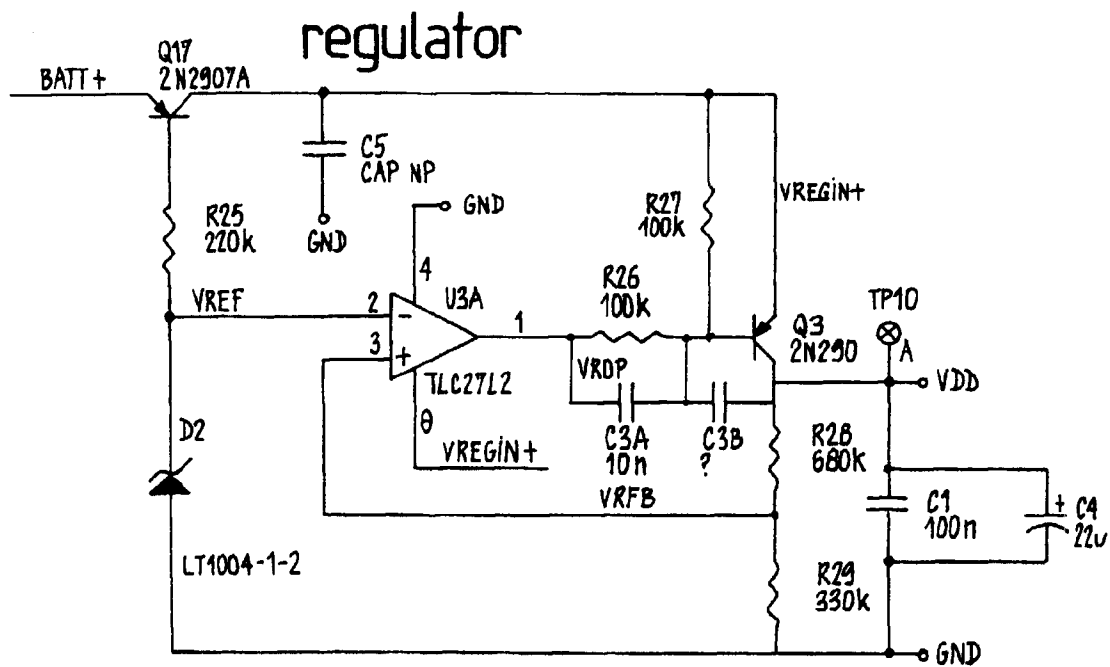 regulator
Q17
2N2907A
BATT+
C5
CAP NP
GND
GND
R25
220k
R27
100k
VREGIN+
4
U3A
R26
100k
TP10
VREF
2
-
1
Q3
2N290
A
3
+
VRDP
VDD
TLC27L2
D2
8
C3A
10n
C3B
?
R28
680k
VREGIN+
VRFB
C1
100n
+
C4
22u
LT1004-1-2
R29
330k
GND